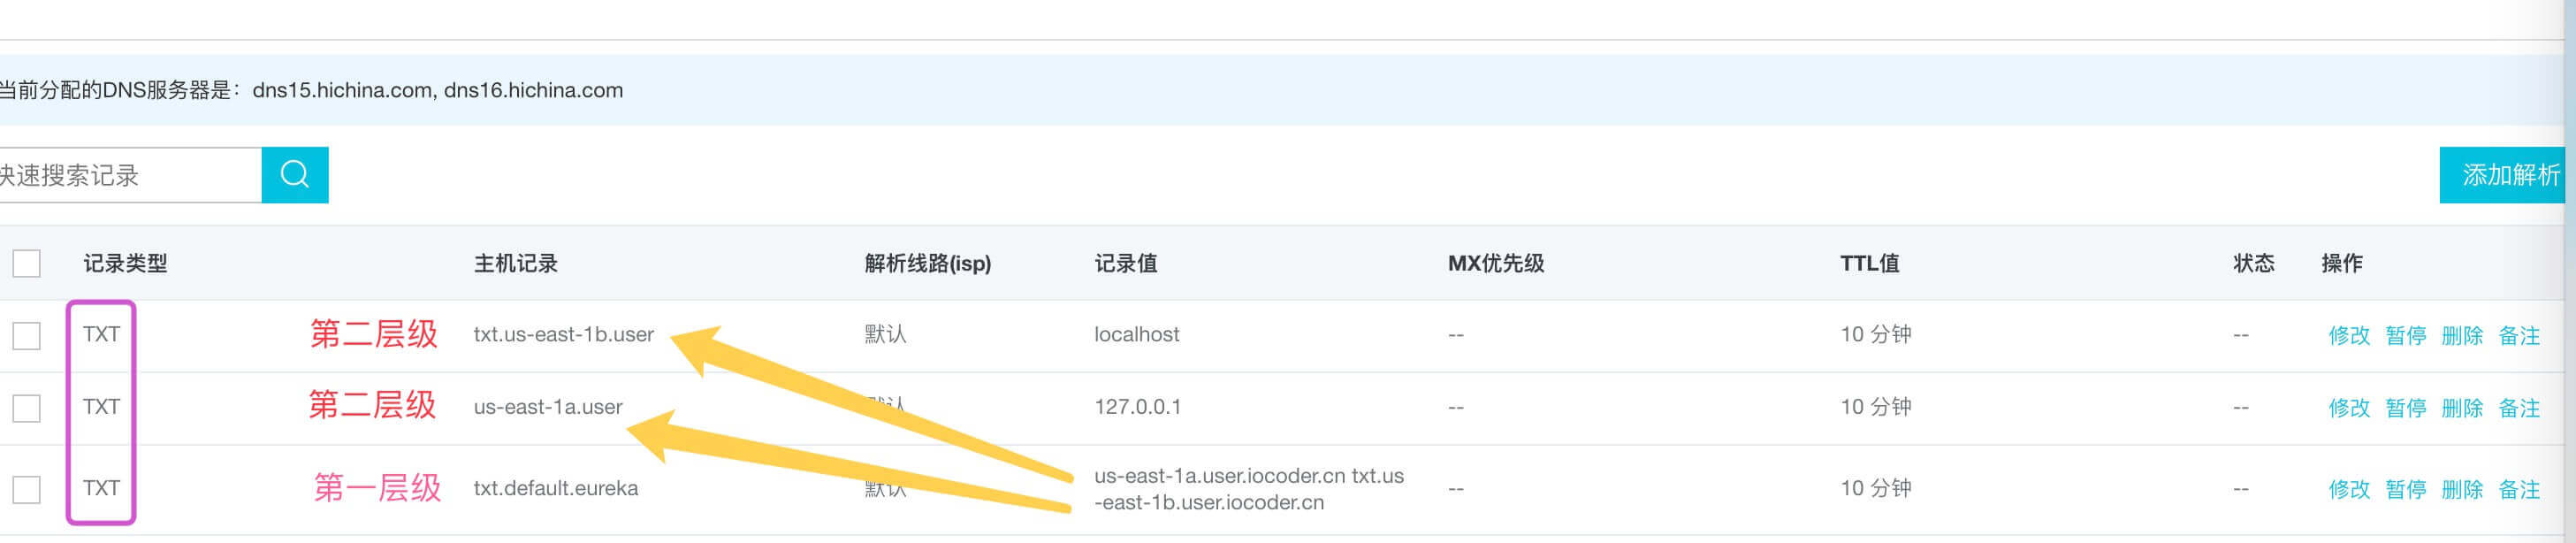 当前分配的DNS服务器是：dns15.hichina.com, dns16.hichina.com
快速搜索记录
添加解析
记录类型 主机记录 解析线路(isp) 记录值 MX优先级 TTL值 状态 操作
TXT 第二层级 txt.us-east-1b.user 默认 localhost -- 10 分钟 -- 修改 暂停 删除 备注
TXT 第二层级 us-east-1a.user 默认 127.0.0.1 -- 10 分钟 -- 修改 暂停 删除 备注
TXT 第一层级 txt.default.eureka 默认 us-east-1a.user.iocoder.cn txt.us
-east-1b.user.iocoder.cn -- 10 分钟 -- 修改 暂停 删除 备注